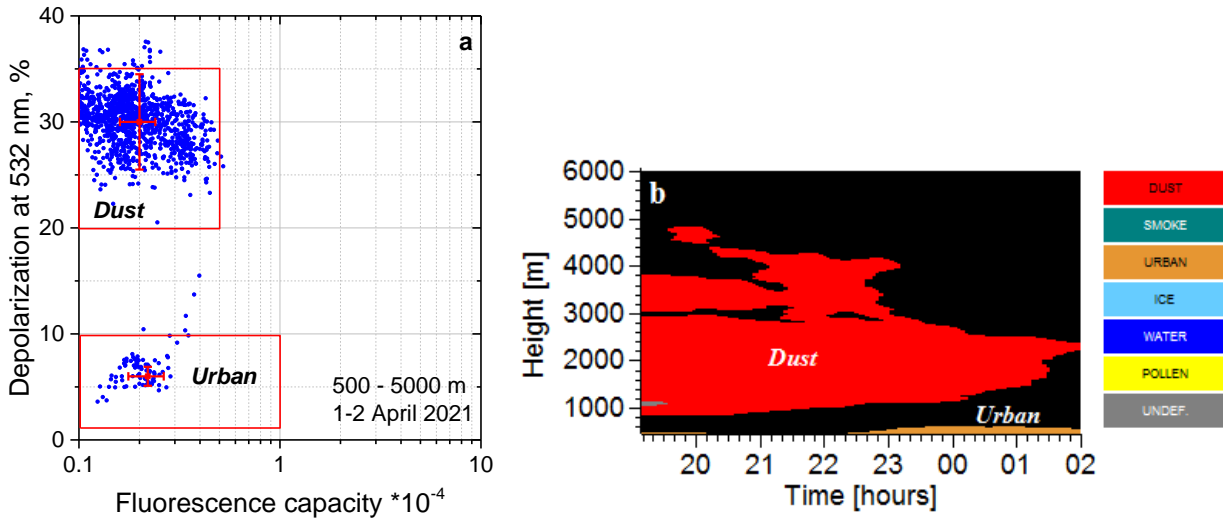 a
40
30
20
10
0
Depolarization at 532 nm, %
Dust
Urban
500 - 5000 m
1-2 April 2021
0.1 1 10
Fluorescence capacity *10-4
b
6000
5000
4000
3000
2000
1000
Height [m]
Dust
Urban
20 21 22 23 00 01 02
Time [hours]
DUST
SMOKE
URBAN
ICE
WATER
POLLEN
UNDEF.